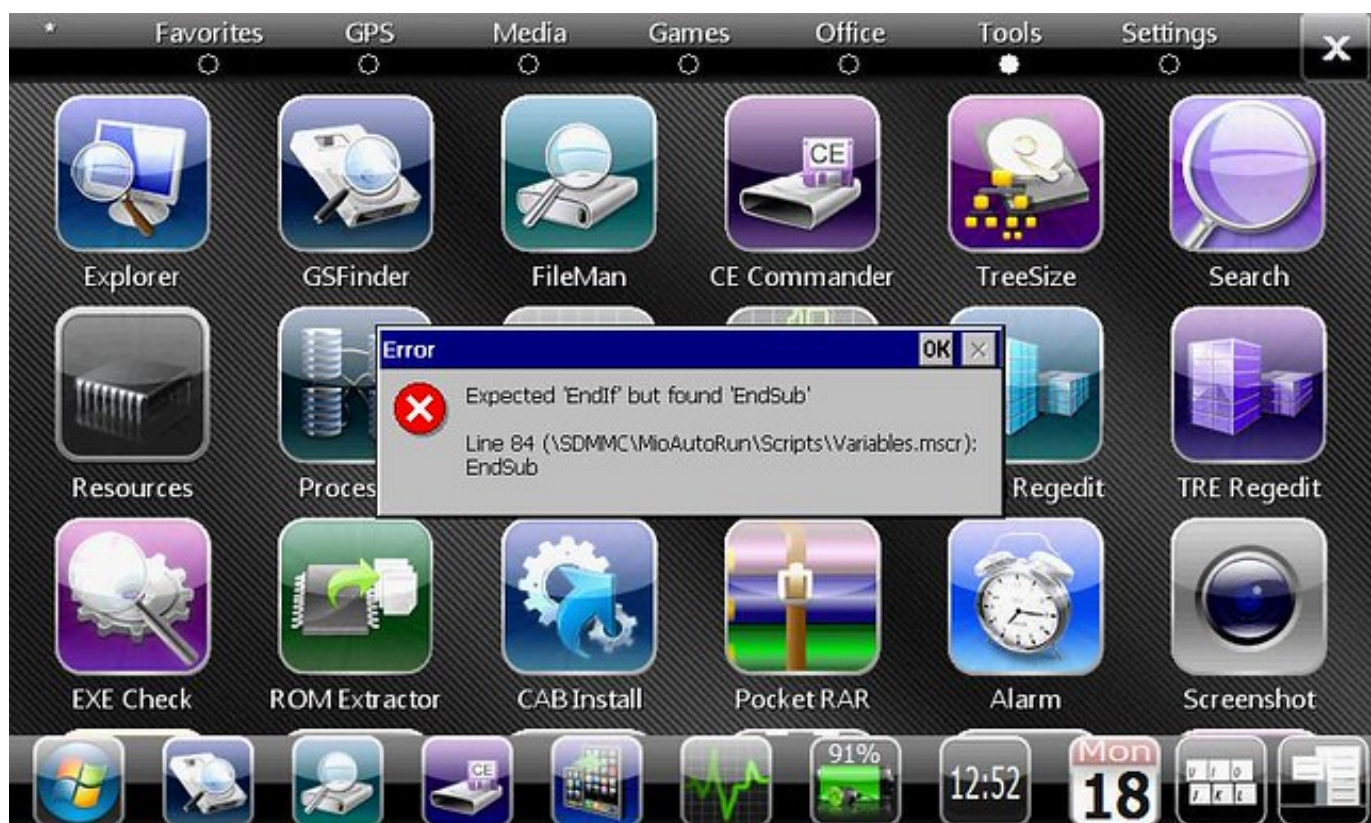 * Favorites GPS Media Games Office Tools Settings X
CE
Explorer GSFinder FileMan CE Commander TreeSize Search
Error OK
Expected 'EndIf' but found 'EndSub'
Line 84 (\SDMMC\MioAutoRun\Scripts\Variables.mscr):
EndSub
Resources Proces Regedit TRE Regedit
EXE Check ROM Extractor CAB Install Pocket RAR Alarm Screenshot
CE 91% 12:52 Mon
18
U I O
J K L